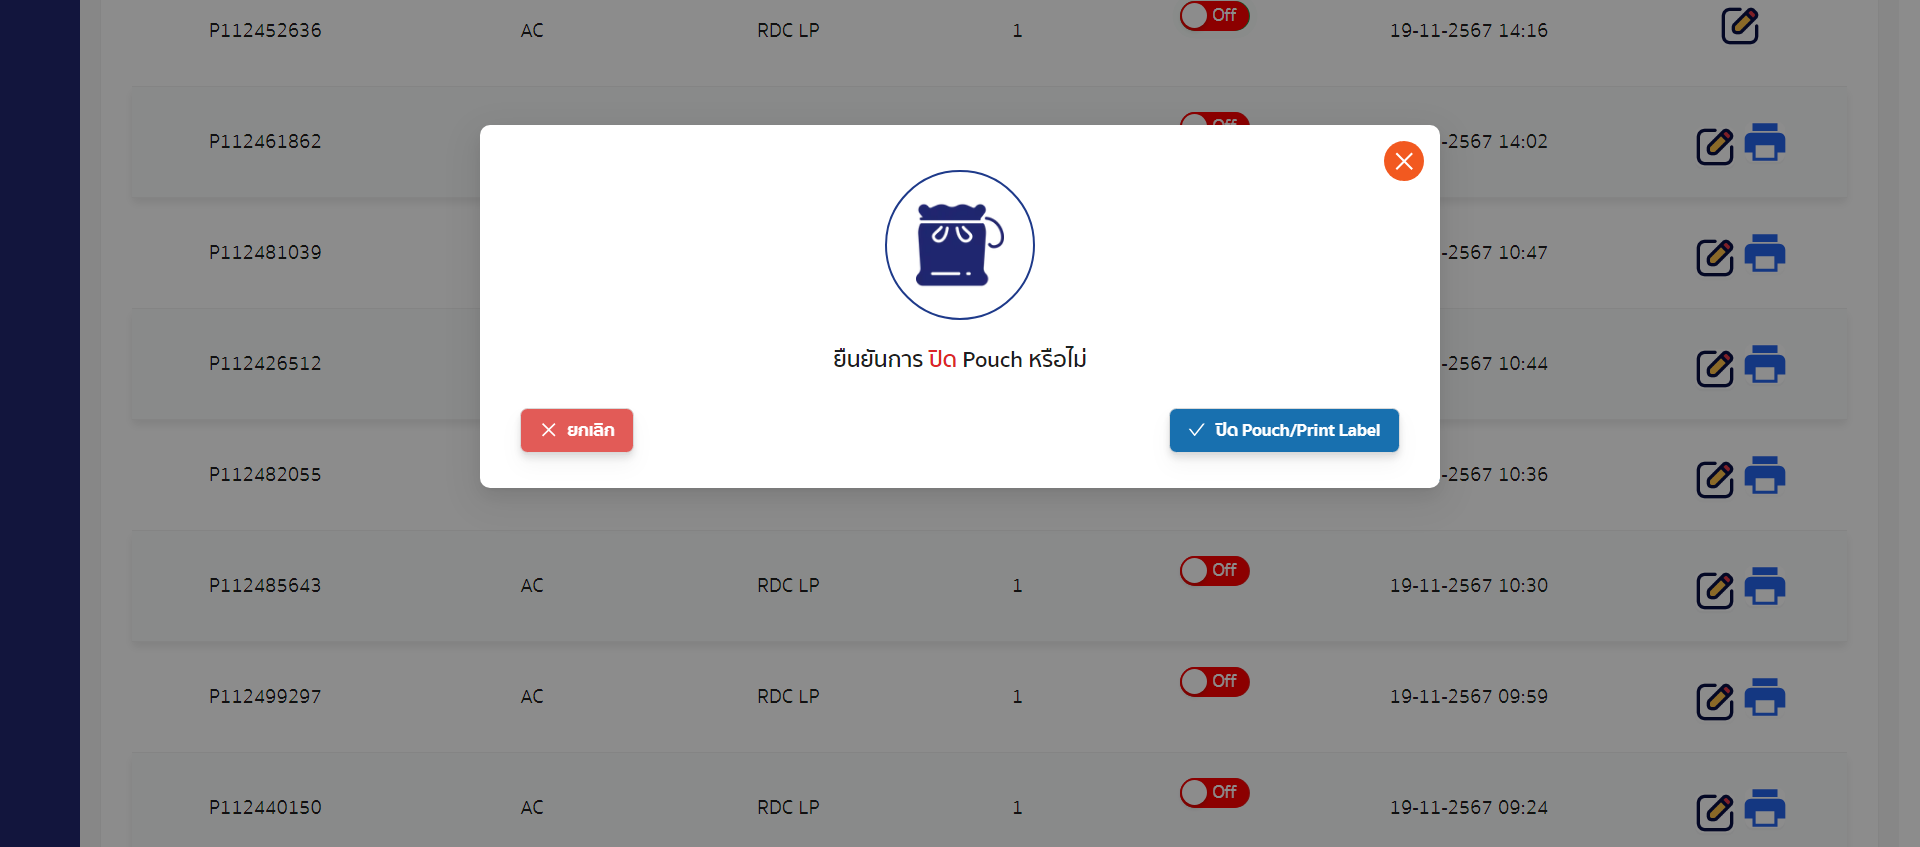 P112452636 AC RDC LP 1 Off 19-11-2567 14:16
P112461862 Off -2567 14:02
P112481039 -2567 10:47
ยืนยันการ ปิด Pouch หรือไม่
P112426512 -2567 10:44
ยกเลิก ปิด Pouch/Print Label
P112482055 -2567 10:36
P112485643 AC RDC LP 1 Off 19-11-2567 10:30
P112499297 AC RDC LP 1 Off 19-11-2567 09:59
P112440150 AC RDC LP 1 Off 19-11-2567 09:24